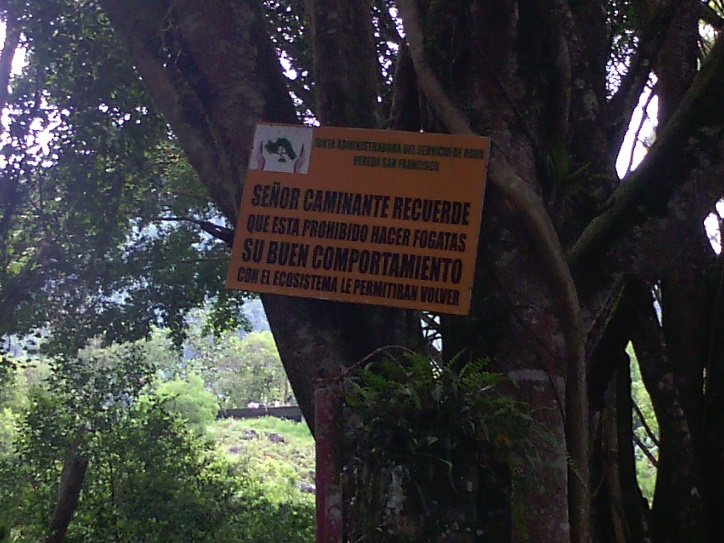 JUNTA ADMINISTRADORA DEL SERVICIO DE AGUA
VEREDA SAN FRANCISCO
SEÑOR CAMINANTE RECUERDE
QUE ESTA PROHIBIDO HACER FOGATAS
SU BUEN COMPORTAMIENTO
CON EL ECOSISTEMA LE PERMITIRAN VOLVER